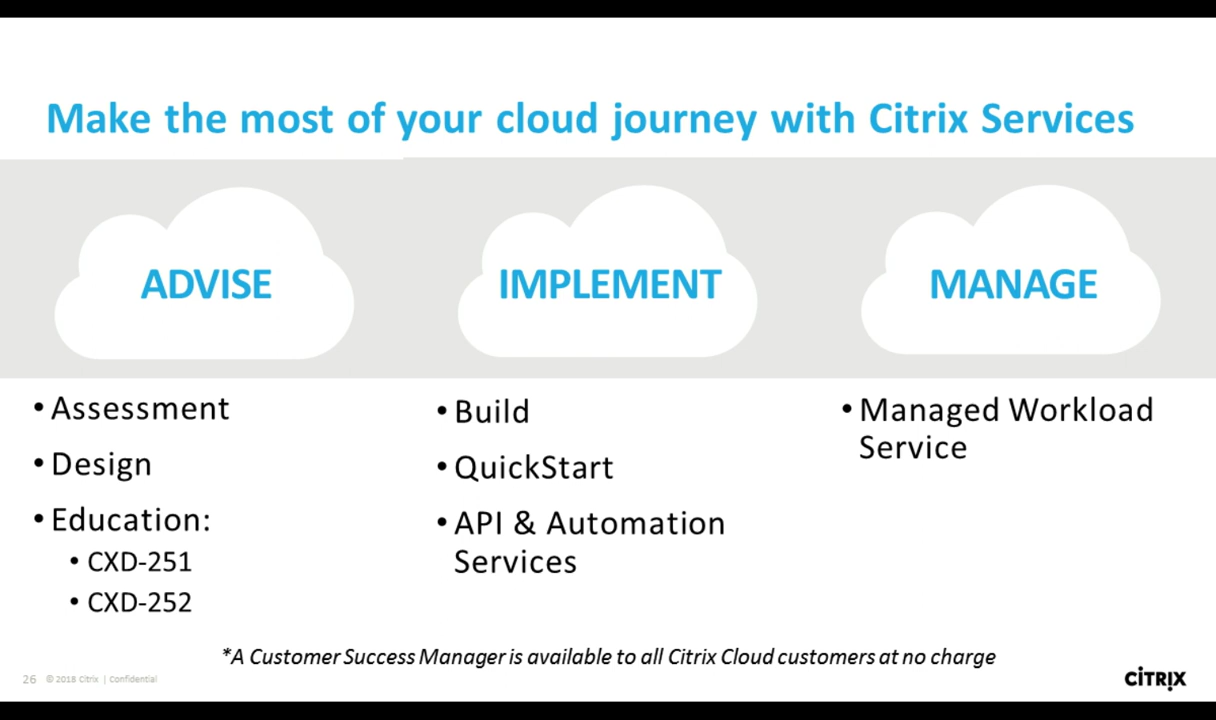 Make the most of your cloud journey with Citrix Services
ADVISE
• Assessment
• Design
• Education:
• CXD-251
• CXD-252
IMPLEMENT
• Build
• QuickStart
• API & Automation
Services
MANAGE
• Managed Workload
Service
*A Customer Success Manager is available to all Citrix Cloud customers at no charge
26 © 2018 Citrix | Confidential
CiTRIX